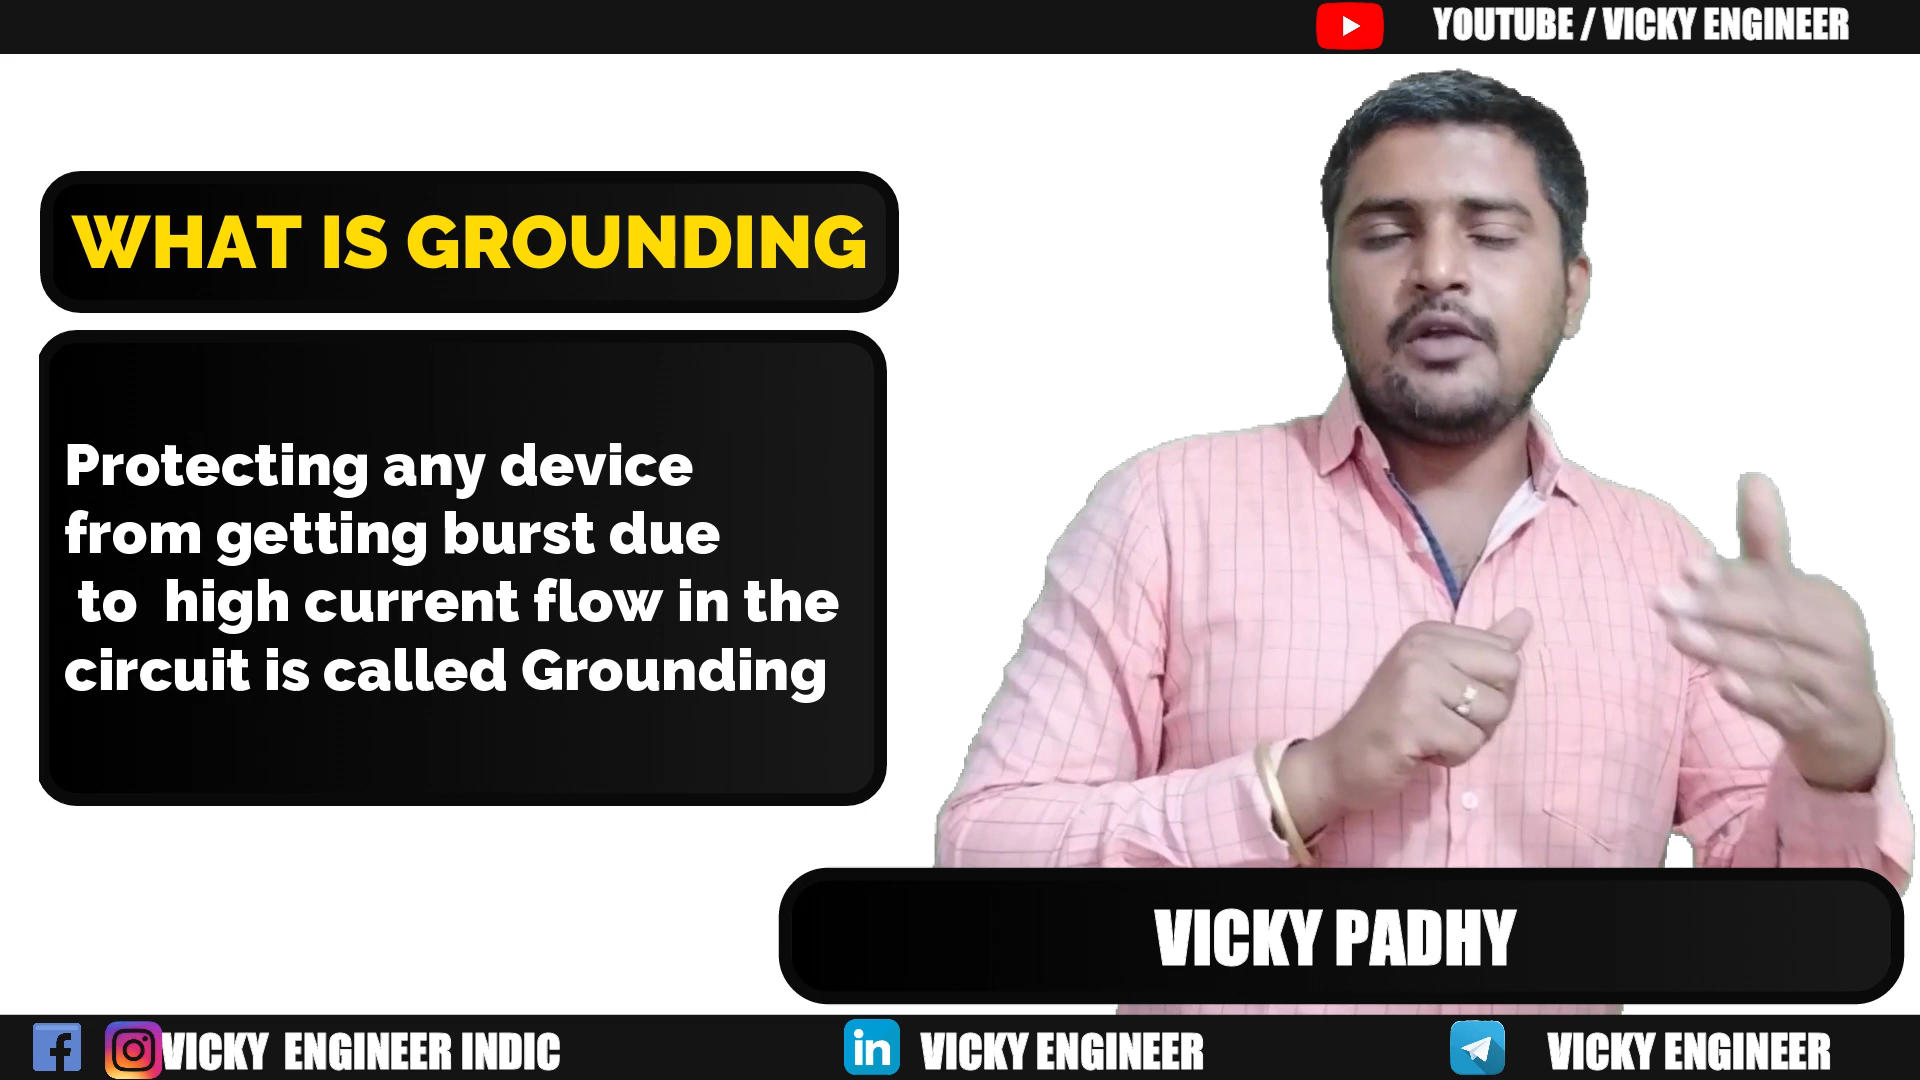 YOUTUBE / VICKY ENGINEER
WHAT IS GROUNDING
Protecting any device
from getting burst due
to high current flow in the
circuit is called Grounding
VICKY PADHY
VICKY ENGINEER INDIC
in
VICKY ENGINEER
VICKY ENGINEER